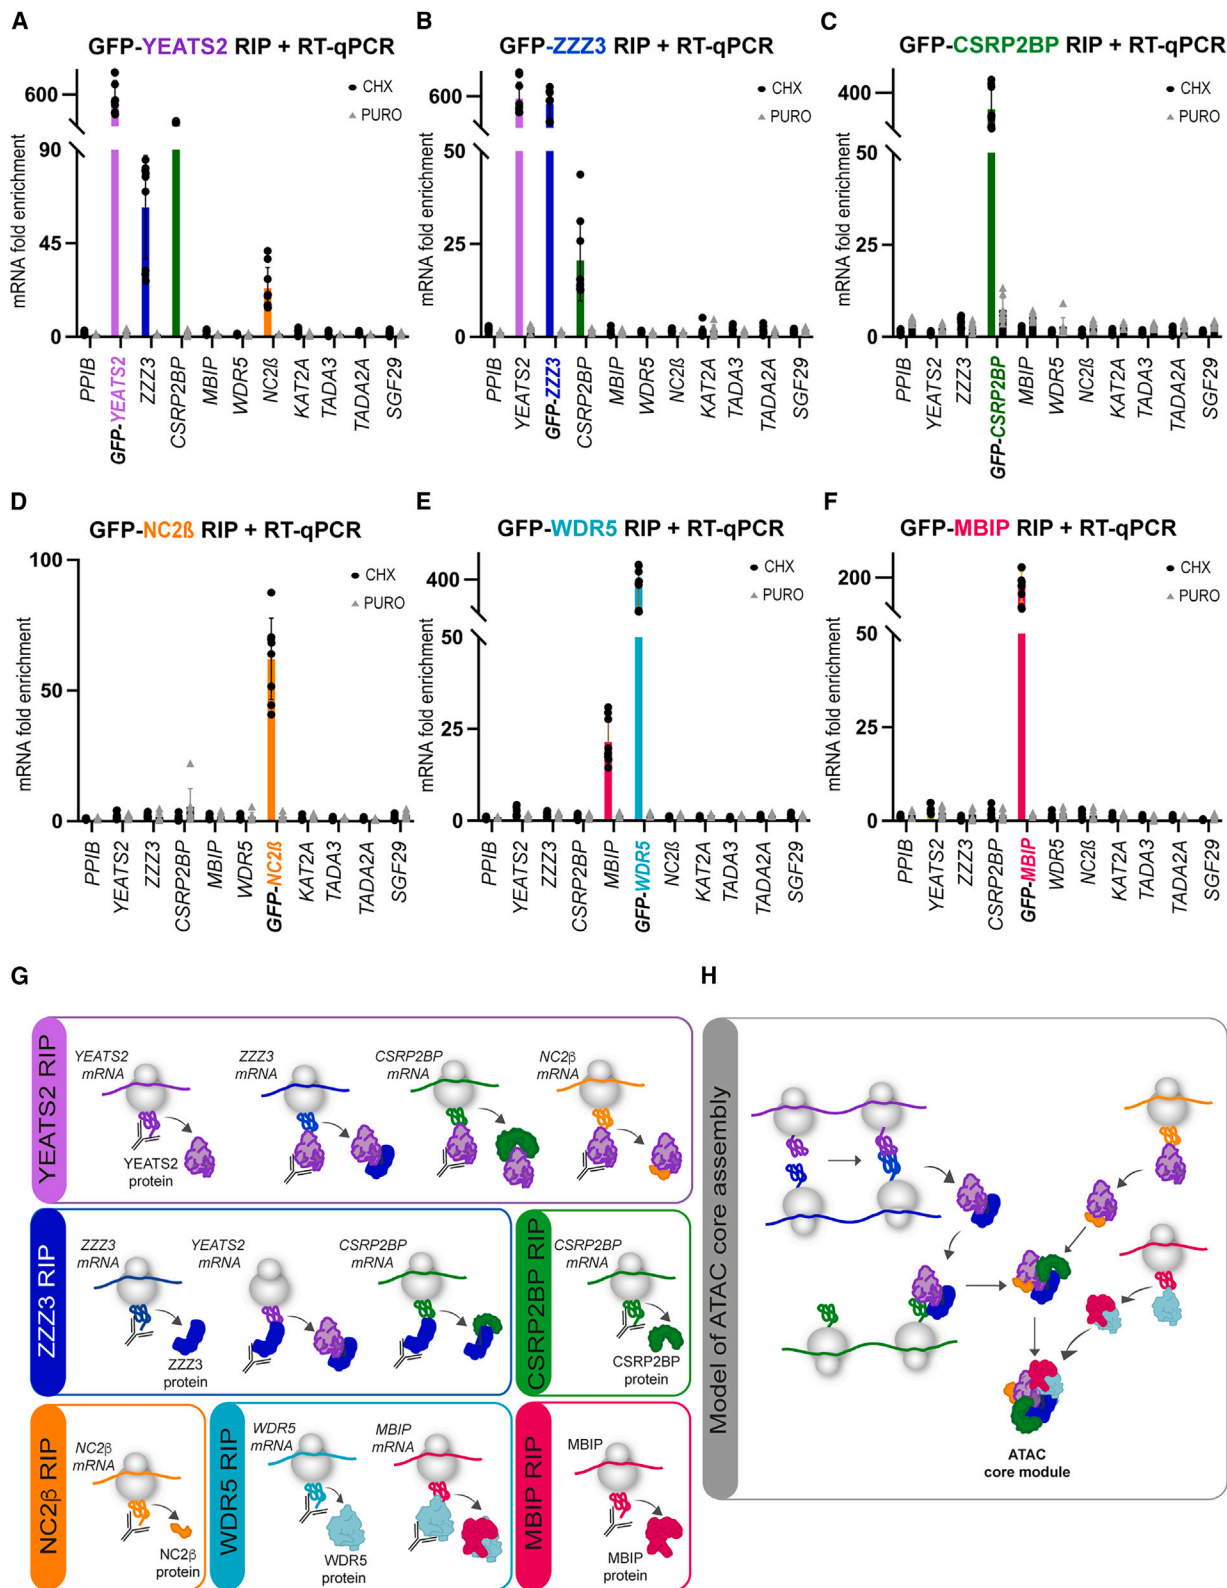 A
GFP-YEATS2 RIP + RT-qPCR
CHX
PURO
mRNA fold enrichment
600
90
45
0
PPIB
GFP-YEATS2
ZZZ3
CSRP2BP
MBIP
WDR5
NC2ß
KAT2A
TADA3
TADA2A
SGF29
B
GFP-ZZZ3 RIP + RT-qPCR
CHX
PURO
mRNA fold enrichment
600
50
25
0
PPIB
YEATS2
GFP-ZZZ3
CSRP2BP
MBIP
WDR5
NC2ß
KAT2A
TADA3
TADA2A
SGF29
C
GFP-CSRP2BP RIP + RT-qPCR
CHX
PURO
mRNA fold enrichment
400
50
25
0
PPIB
YEATS2
ZZZ3
GFP-CSRP2BP
MBIP
WDR5
NC2ß
KAT2A
TADA3
TADA2A
SGF29
D
GFP-NC2ß RIP + RT-qPCR
CHX
PURO
mRNA fold enrichment
100
50
0
PPIB
YEATS2
ZZZ3
CSRP2BP
MBIP
WDR5
GFP-NC2ß
KAT2A
TADA3
TADA2A
SGF29
E
GFP-WDR5 RIP + RT-qPCR
CHX
PURO
mRNA fold enrichment
400
50
25
0
PPIB
YEATS2
ZZZ3
CSRP2BP
MBIP
GFP-WDR5
NC2ß
KAT2A
TADA3
TADA2A
SGF29
F
GFP-MBIP RIP + RT-qPCR
CHX
PURO
mRNA fold enrichment
200
50
25
0
PPIB
YEATS2
ZZZ3
CSRP2BP
GFP-MBIP
WDR5
NC2ß
KAT2A
TADA3
TADA2A
SGF29
G
YEATS2 RIP
YEATS2
mRNA
YEATS2
protein
ZZZ3
mRNA
CSRP2BP
mRNA
NC2β
mRNA
ZZZ3 RIP
ZZZ3
mRNA
ZZZ3
protein
YEATS2
mRNA
CSRP2BP
mRNA
CSRP2BP RIP
CSRP2BP
mRNA
CSRP2BP
protein
NC2β RIP
NC2β
mRNA
NC2β
protein
WDR5 RIP
WDR5
mRNA
WDR5
protein
MBIP
mRNA
MBIP RIP
MBIP
MBIP
protein
H
Model of ATAC core assembly
ATAC
core module